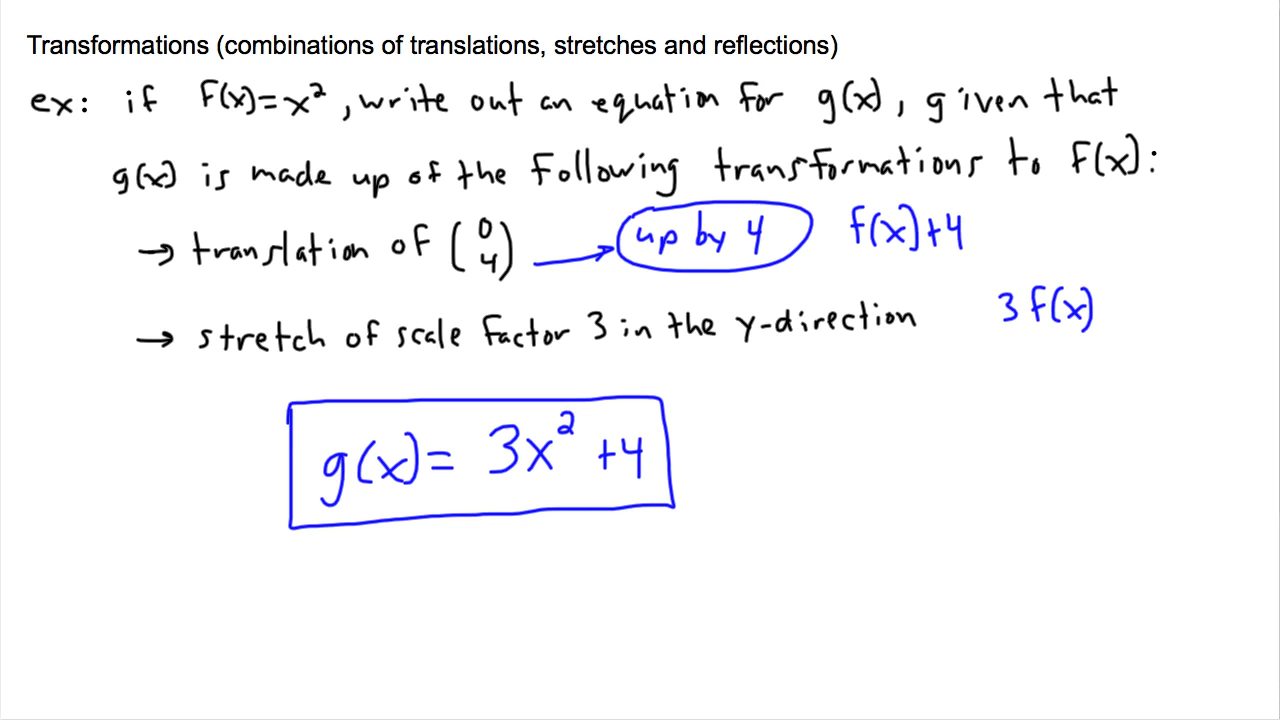 Transformations (combinations of translations, stretches and reflections)
ex: if f(x)=x², write out an equation for g(x), given that
g(x) is made up of the following transformations to f(x):
→ translation of (0 4) → up by 4 f(x)+4
→ stretch of scale factor 3 in the y-direction 3f(x)
g(x)= 3x² +4